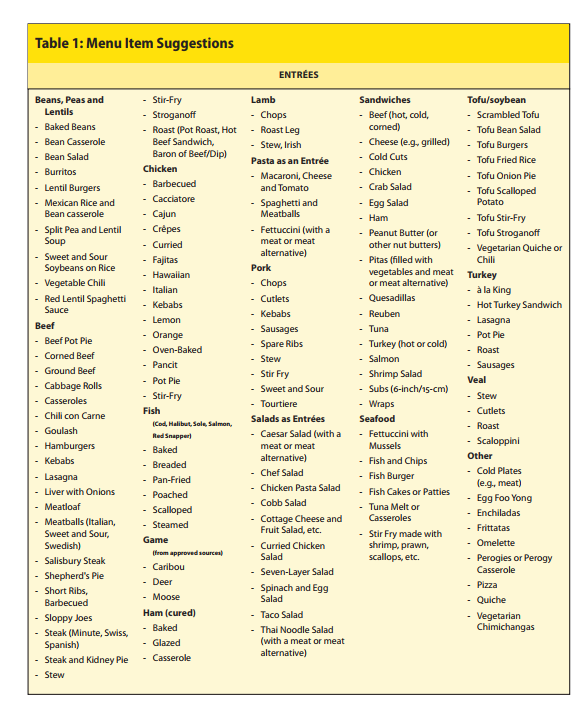 Table 1: Menu Item Suggestions
ENTRÉES
Beans, Peas and
Lentils
- Baked Beans
- Bean Casserole
- Bean Salad
- Burritos
- Lentil Burgers
- Mexican Rice and
Bean casserole
- Split Pea and Lentil
Soup
- Sweet and Sour
Soybeans on Rice
- Vegetable Chili
- Red Lentil Spaghetti
Sauce
Beef
- Beef Pot Pie
- Corned Beef
- Ground Beef
- Cabbage Rolls
- Casseroles
- Chili con Carne
- Goulash
- Hamburgers
- Kebabs
- Lasagna
- Liver with Onions
- Meatloaf
- Meatballs (Italian,
Sweet and Sour,
Swedish)
- Salisbury Steak
- Shepherd's Pie
- Short Ribs,
Barbecued
- Sloppy Joes
- Steak (Minute, Swiss,
Spanish)
- Steak and Kidney Pie
- Stew
- Stir-Fry
- Stroganoff
- Roast (Pot Roast, Hot
Beef Sandwich,
Baron of Beef/Dip)
Chicken
- Barbecued
- Cacciatore
- Cajun
- Crêpes
- Curried
- Fajitas
- Hawaiian
- Italian
- Kebabs
- Lemon
- Orange
- Oven-Baked
- Pancit
- Pot Pie
- Stir-Fry
Fish
(Cod, Halibut, Sole, Salmon,
Red Snapper)
- Baked
- Breaded
- Pan-Fried
- Poached
- Scalloped
- Steamed
Game
(from approved sources)
- Caribou
- Deer
- Moose
Ham (cured)
- Baked
- Glazed
- Casserole
Lamb
- Chops
- Roast Leg
- Stew, Irish
Pasta as an Entrée
- Macaroni, Cheese
and Tomato
- Spaghetti and
Meatballs
- Fettuccini (with a
meat or meat
alternative)
Pork
- Chops
- Cutlets
- Kebabs
- Sausages
- Spare Ribs
- Stew
- Stir Fry
- Sweet and Sour
- Tourtiere
Salads as Entrées
- Caesar Salad (with a
meat or meat
alternative)
- Chef Salad
- Chicken Pasta Salad
- Cobb Salad
- Cottage Cheese and
Fruit Salad, etc.
- Curried Chicken
Salad
- Seven-Layer Salad
- Spinach and Egg
Salad
- Taco Salad
- Thai Noodle Salad
(with a meat or meat
alternative)
Sandwiches
- Beef (hot, cold,
corned)
- Cheese (e.g., grilled)
- Cold Cuts
- Chicken
- Crab Salad
- Egg Salad
- Ham
- Peanut Butter (or
other nut butters)
- Pitas (filled with
vegetables and meat
or meat alternative)
- Quesadillas
- Reuben
- Tuna
- Turkey (hot or cold)
- Salmon
- Shrimp Salad
- Subs (6-inch/15-cm)
- Wraps
Seafood
- Fettuccini with
Mussels
- Fish and Chips
- Fish Burger
- Fish Cakes or Patties
- Tuna Melt or
Casseroles
- Stir Fry made with
shrimp, prawn,
scallops, etc.
Tofu/soybean
- Scrambled Tofu
- Tofu Bean Salad
- Tofu Burgers
- Tofu Fried Rice
- Tofu Onion Pie
- Tofu Scalloped
Potato
- Tofu Stir-Fry
- Tofu Stroganoff
- Vegetarian Quiche or
Chili
Turkey
- à la King
- Hot Turkey Sandwich
- Lasagna
- Pot Pie
- Roast
- Sausages
Veal
- Stew
- Cutlets
- Roast
- Scaloppini
Other
- Cold Plates
(e.g., meat)
- Egg Foo Yong
- Enchiladas
- Frittatas
- Omelette
- Perogies or Perogy
Casserole
- Pizza
- Quiche
- Vegetarian
Chimichangas